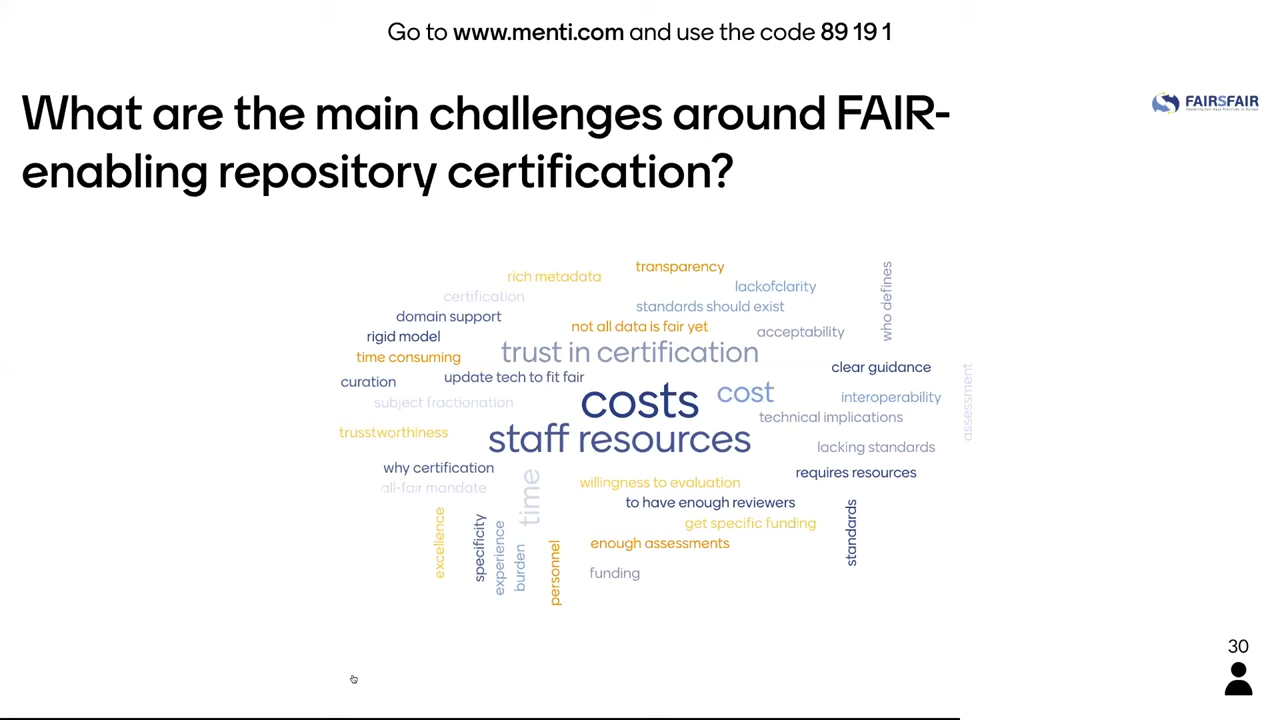 Go to www.menti.com and use the code 89 19 1
What are the main challenges around FAIR-
enabling repository certification?
FAIRSFAIR
transparency
rich metadata
lackofclarity
certification
standards should exist
who defines
domain support
not all data is fair yet
acceptability
rigid model
trust in certification
time consuming
clear guidance
update tech to fit fair
curation
costs
cost
interoperability
assessment
subject fractionation
technical implications
trusstworthiness
staff resources
lacking standards
why certification
requires resources
all-fair mandate
time
willingness to evaluation
to have enough reviewers
get specific funding
standards
excellence
specificity
experience
burden
personnel
enough assessments
funding
30